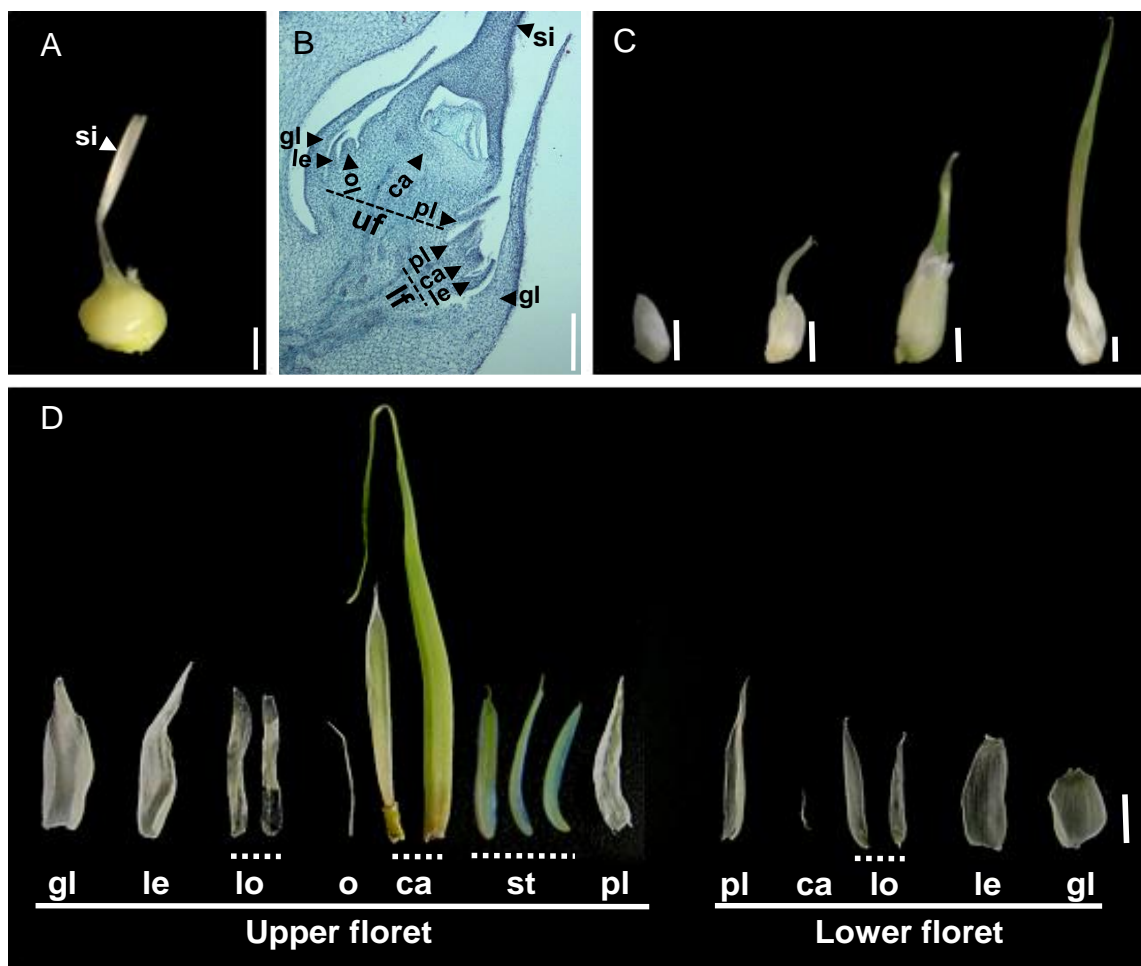 A
si
B
si
gl
le
lo
ca
uf
pl
pl
ca
le
lf
gl
C
D
gl le lo o ca st pl
pl ca lo le gl
Upper floret
Lower floret